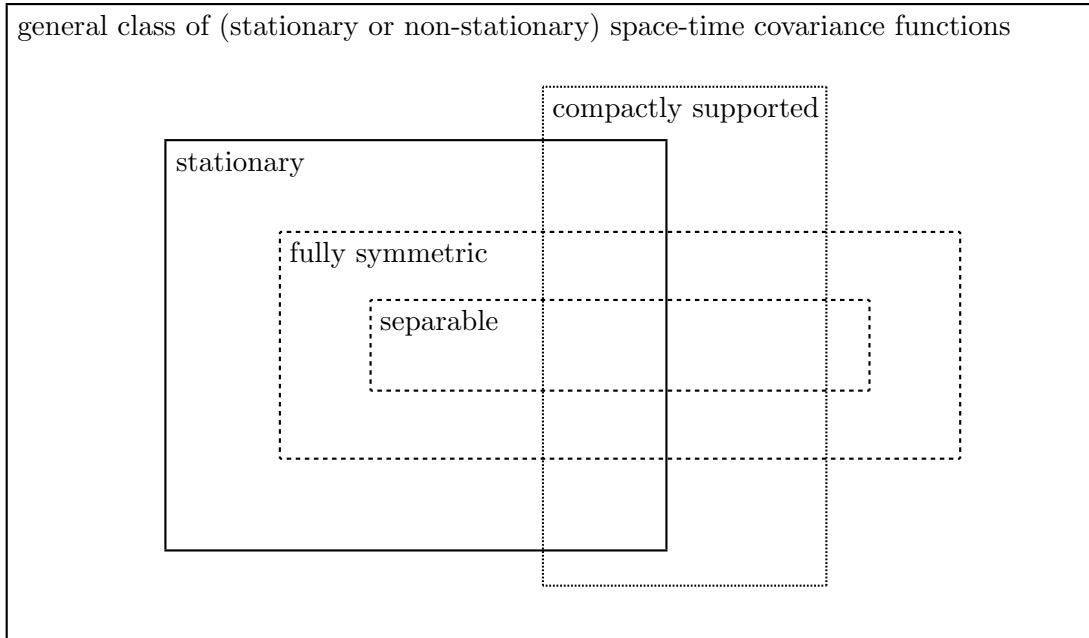 general class of (stationary or non-stationary) space-time covariance functions
compactly supported
stationary
fully symmetric
separable